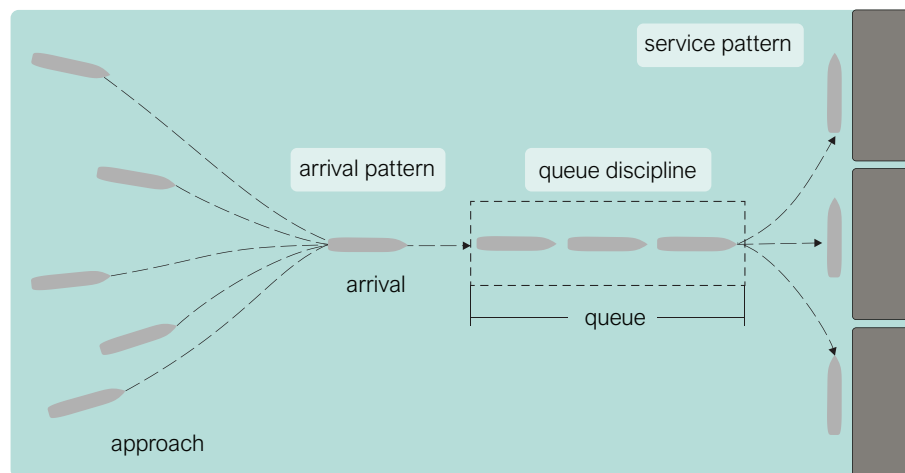 service pattern
arrival pattern
queue discipline
arrival
queue
approach